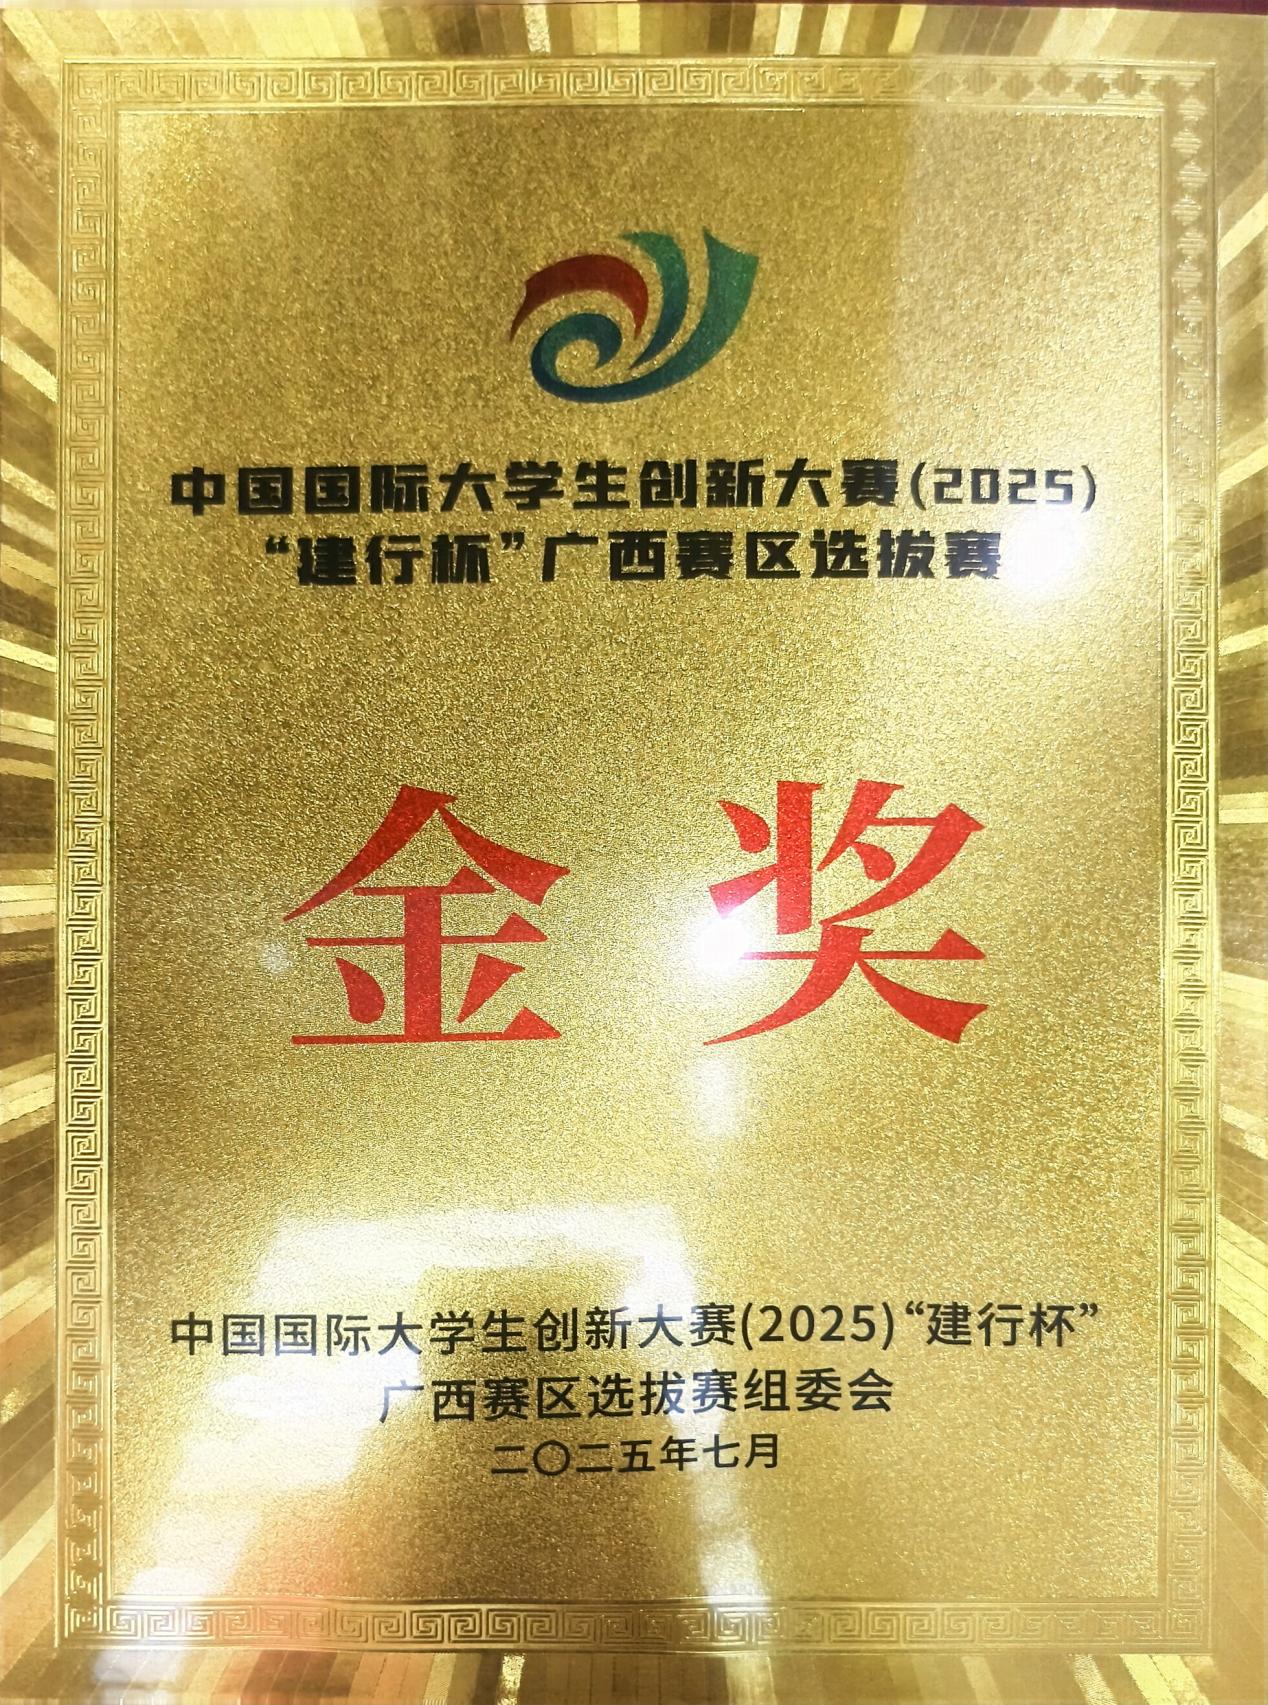 中国国际大学生创新大赛(2025)
“建行杯”广西赛区选拔赛
金奖
中国国际大学生创新大赛(2025)“建行杯”
广西赛区选拔赛组委会
二〇二五年七月